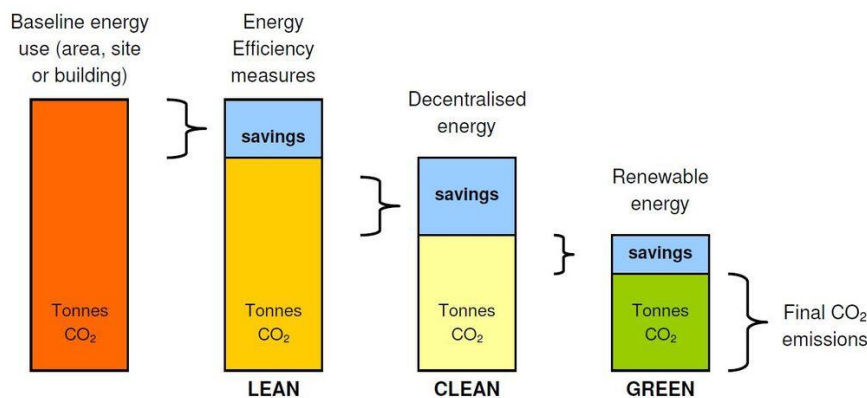 Baseline energy
use (area, site
or building)
Energy
Efficiency
measures
Decentralised
energy
Renewable
energy
savings
savings
savings
Tonnes
CO₂
Tonnes
CO₂
Tonnes
CO₂
Tonnes
CO₂
Final CO₂
emissions
LEAN
CLEAN
GREEN